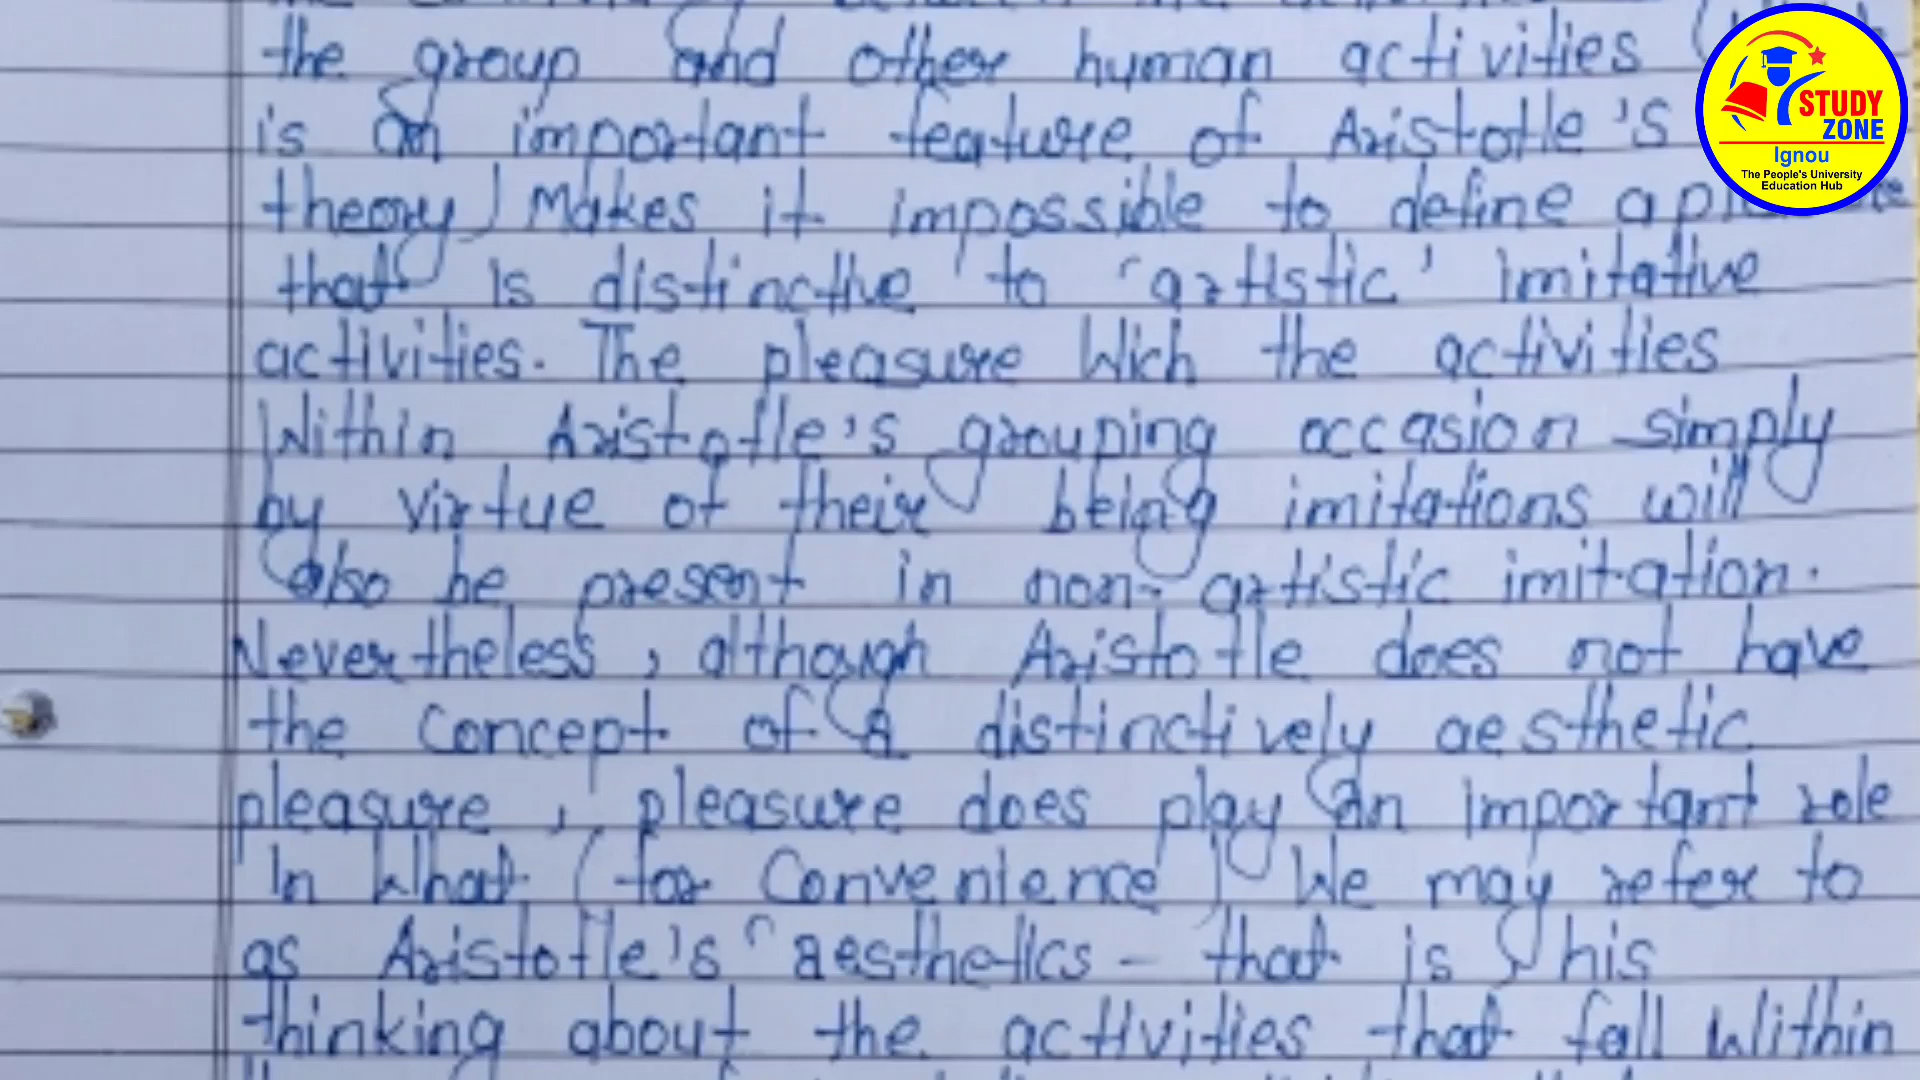 the group and other human activities
is an important feature of Aristotle's
theory) Makes it impossible to define a
that is distinctive to 'artistic' imitative
activities. The pleasure Wich the activities
Within Aristotle's grouping occasion simply
by virtue of their being imitations will
also be present in non-artistic imitation.
Nevertheless, although Aristotle does not have
the concept of a distinctively aesthetic
pleasure, pleasure does play an important role
In What (for Convenience) We may refer to
as Aristotle's 'aesthetics - that is, his
thinking about the activities that fall Within
STUDY
ZONE
Ignou
The People's University
Education Hub